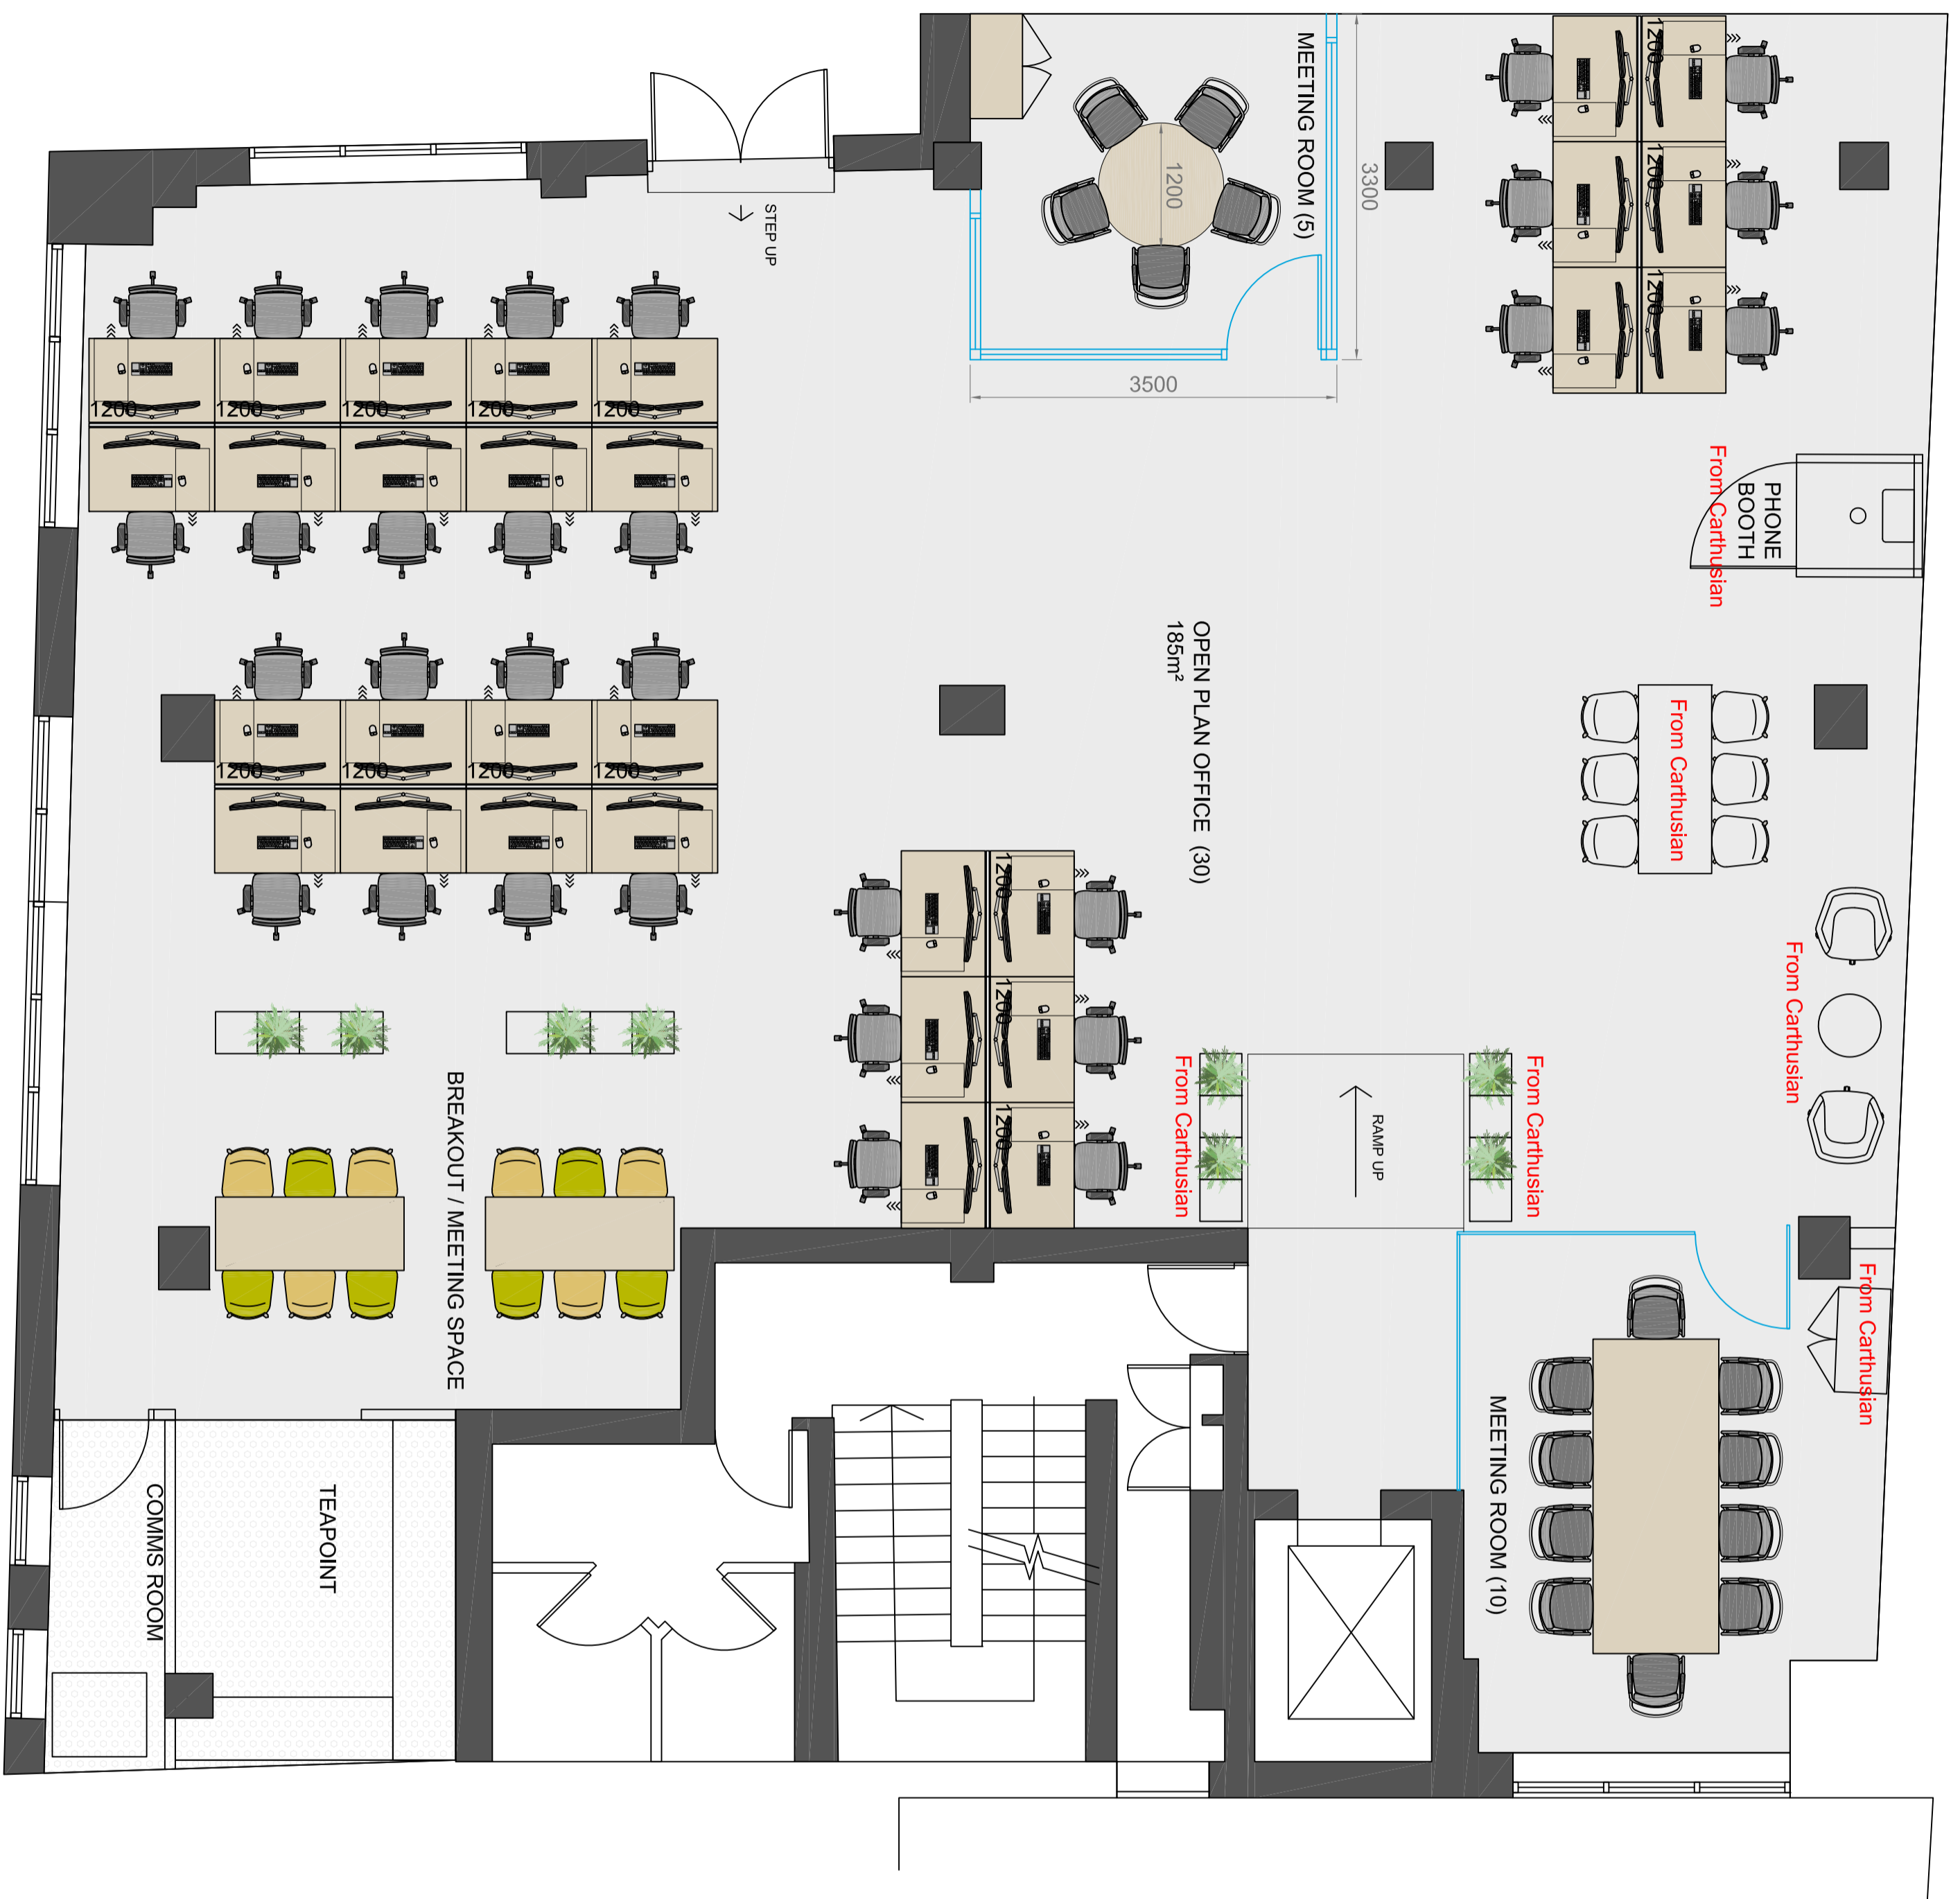 MEETING ROOM (5)
1200
3300
3500
1200
1200
1200
STEP UP
1200
1200
1200
1200
1200
PHONE
BOOTH
From Carthusian
OPEN PLAN OFFICE (30)
185m²
From Carthusian
From Carthusian
1200
1200
1200
1200
1200
1200
1200
From Carthusian
RAMP UP
From Carthusian
From Carthusian
BREAKOUT / MEETING SPACE
MEETING ROOM (10)
TEAPOINT
COMMS ROOM